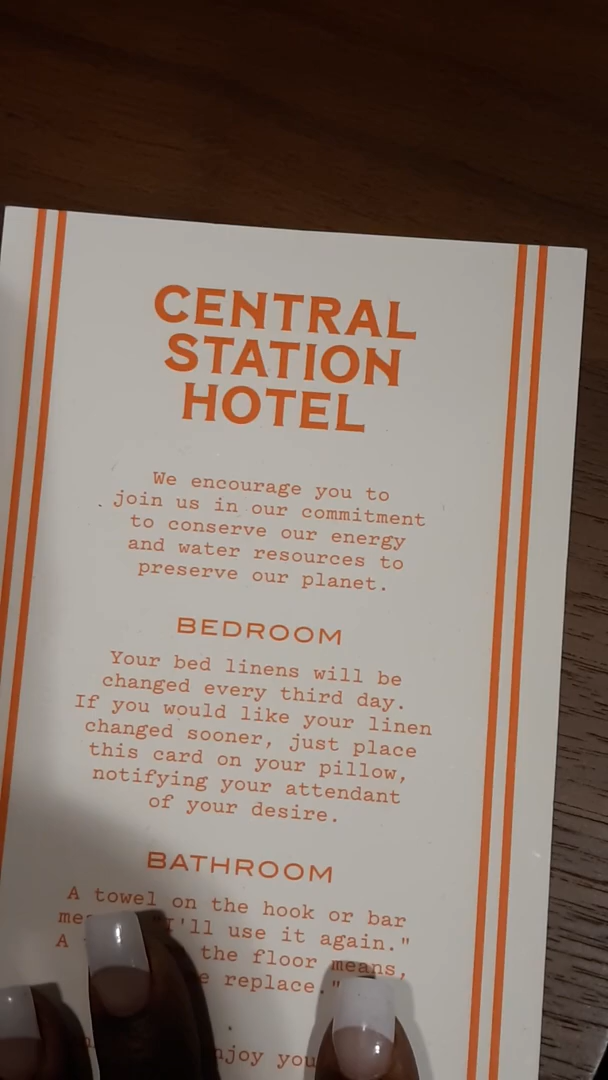 CENTRAL
STATION
HOTEL
We encourage you to
join us in our commitment
to conserve our energy
and water resources to
preserve our planet.
BEDROOM
Your bed linens will be
changed every third day.
If you would like your linen
changed sooner, just place
this card on your pillow,
notifying your attendant
of your desire.
BATHROOM
A towel on the hook or bar
"I'll use it again."
A the floor means,
replace."